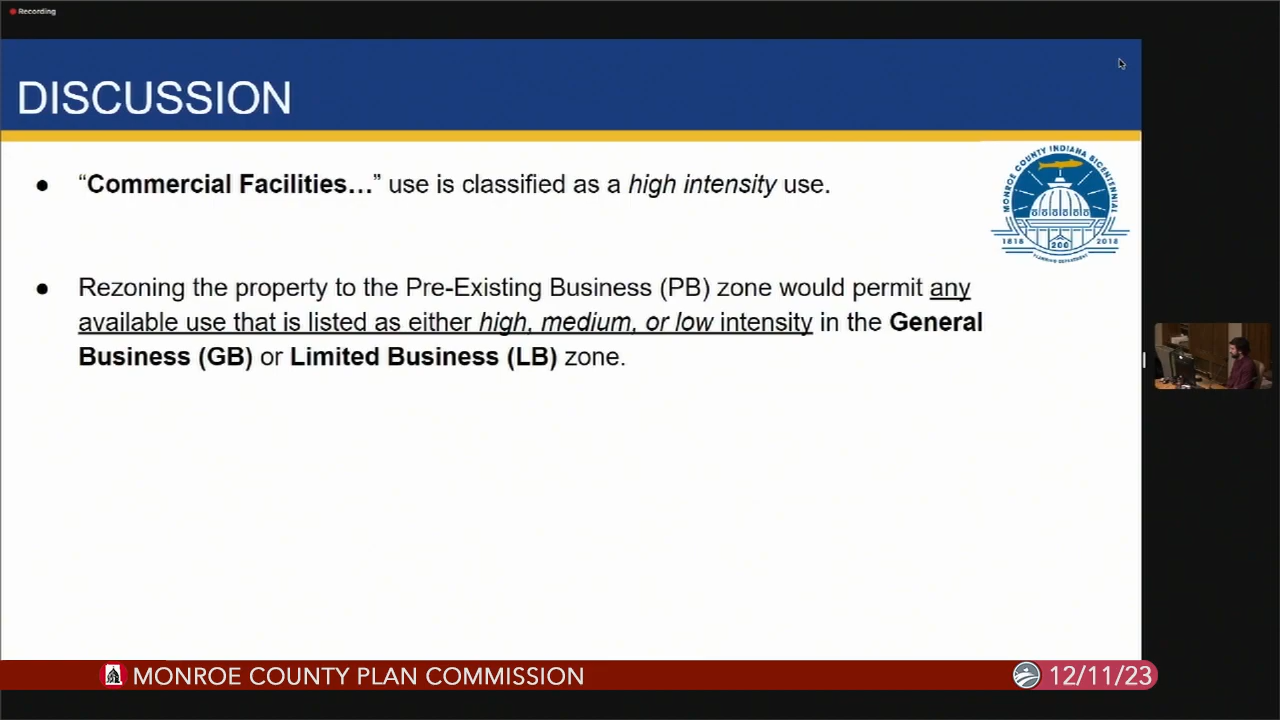 Recording
DISCUSSION
● “Commercial Facilities…” use is classified as a high intensity use.
● Rezoning the property to the Pre-Existing Business (PB) zone would permit any
available use that is listed as either high, medium, or low intensity in the General
Business (GB) or Limited Business (LB) zone.
MONROE COUNTY INDIANA BICENTENNIAL
1818 200 2018
PLANNING DEPARTMENT
MONROE COUNTY PLAN COMMISSION
12/11/23